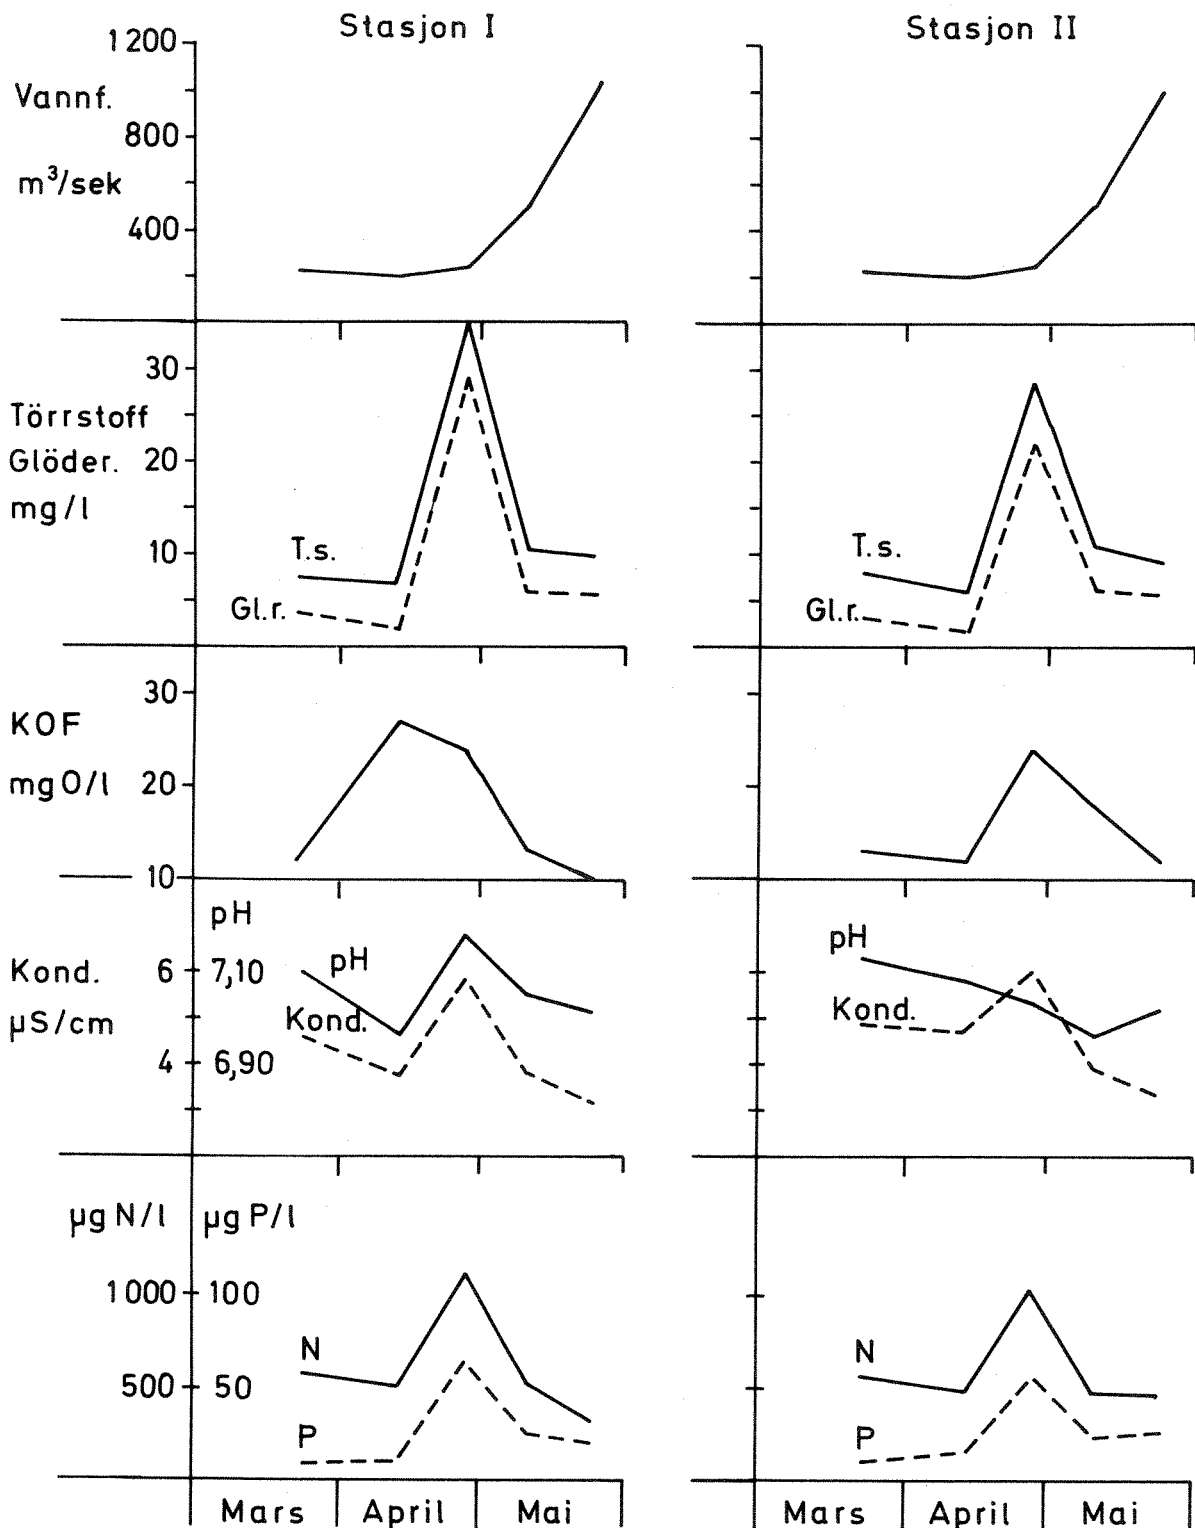 Stasjon I
Stasjon II
1200
Vannf.
800
m³/sek
400
30
Törrstoff
Glöder.
20
mg/l
10
T.s.
Gl.r.
T.s.
Gl.r.
30
KOF
mgO/l
20
10
pH
Kond.
6
7,10
pH
µS/cm
Kond.
4
6,90
pH
Kond.
µg N/l
µg P/l
1000
100
N
500
50
P
N
P
Mars
April
Mai
Mars
April
Mai